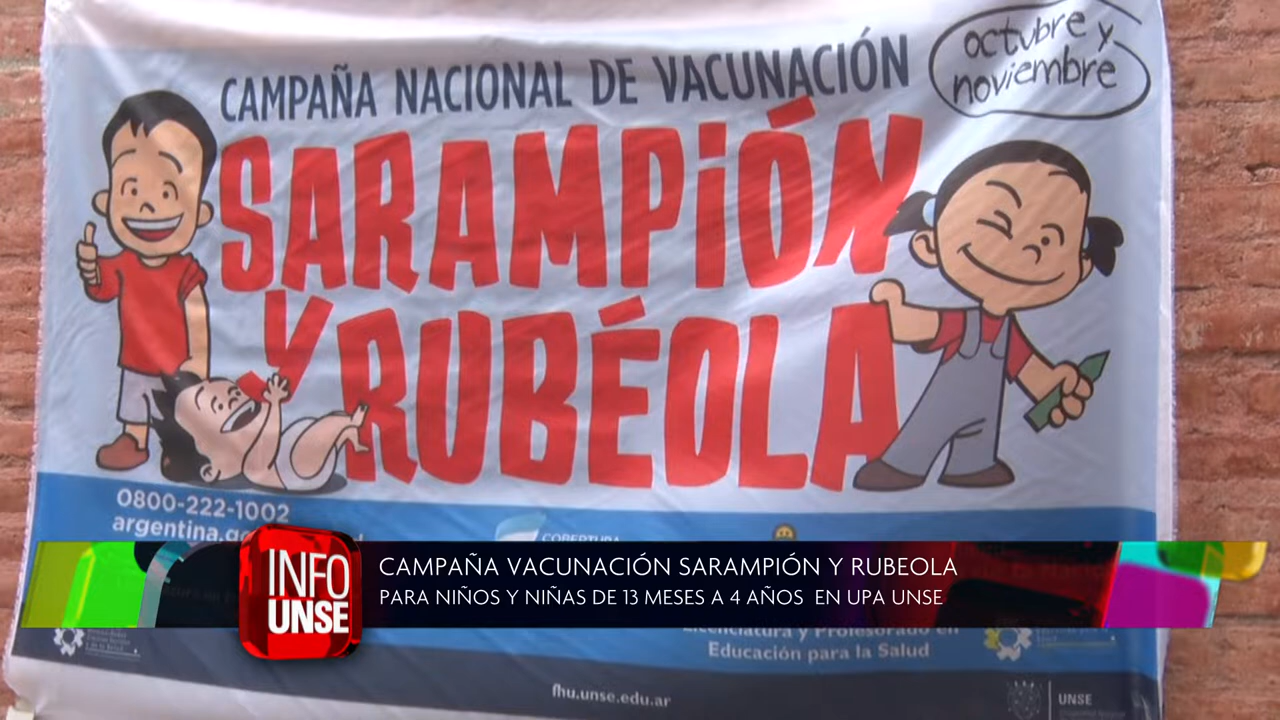 octubre y
noviembre
CAMPAÑA NACIONAL DE VACUNACIÓN
SARAMPiÓN
Y RUBÉOLA
0800-222-1002
COBERTURA
INFO
UNSE
CAMPAÑA VACUNACIÓN SARAMPIÓN Y RUBEOLA
PARA NIÑOS Y NIÑAS DE 13 MESES A 4 AÑOS EN UPA UNSE
Licenciatura y Profesorado en
Educación para la Salud
fhu.unse.edu.ar
UNSE